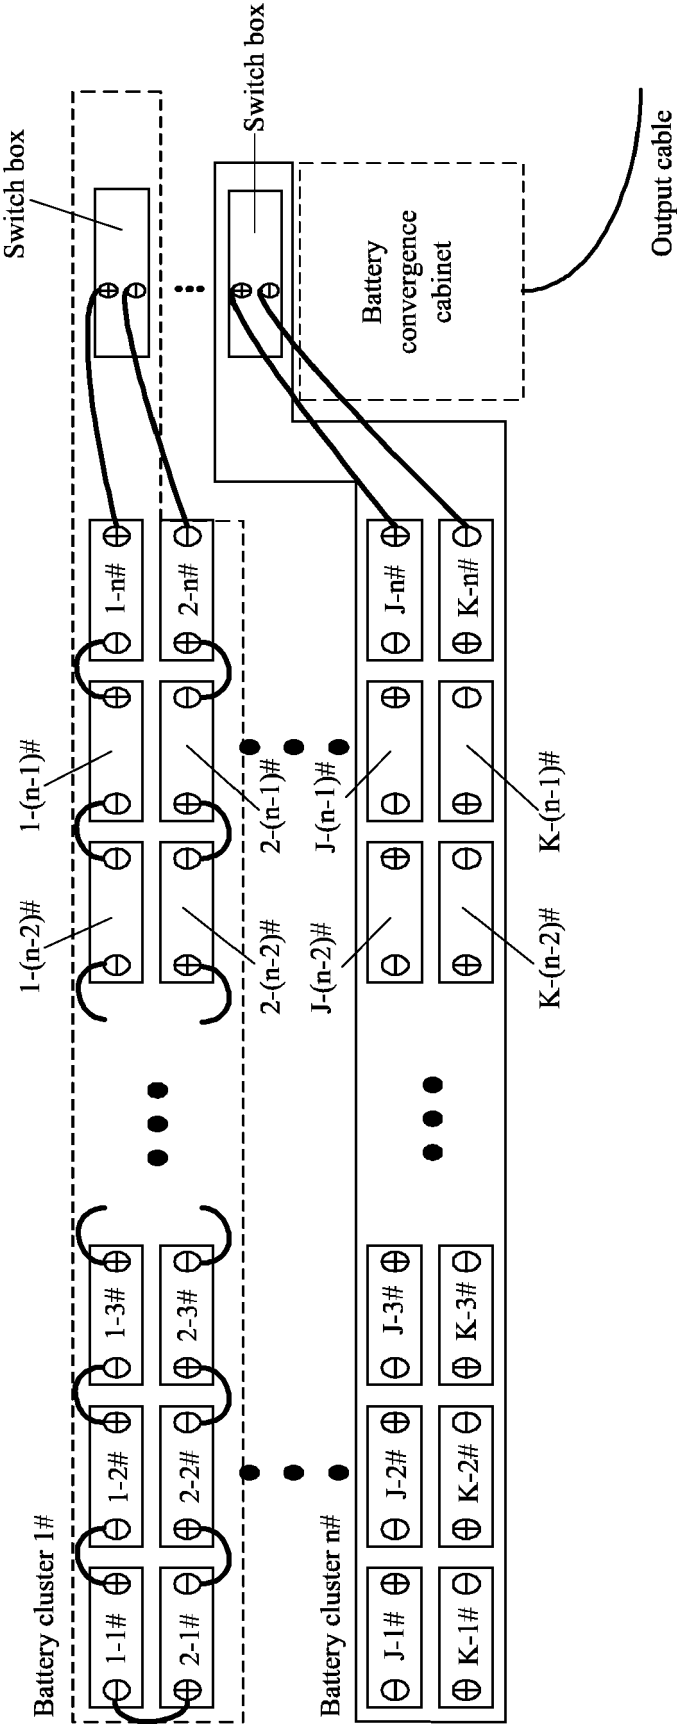 Battery cluster 1#
1-1#
1-2#
1-3#
1-(n-2)#
1-(n-1)#
1-n#
Switch box
2-1#
2-2#
2-3#
2-(n-2)#
2-(n-1)#
2-n#
Switch box
Battery cluster n#
J-1#
J-2#
J-3#
J-(n-2)#
J-(n-1)#
J-n#
K-1#
K-2#
K-3#
K-(n-2)#
K-(n-1)#
K-n#
Battery
convergence
cabinet
Output cable